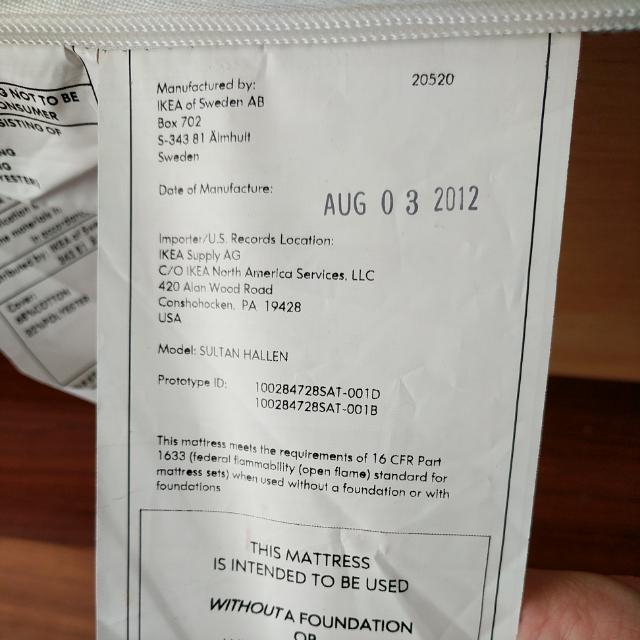 G NOT TO BE
ONSUMER
SISTING OF
Manufactured by:
20520
IKEA of Sweden AB
Box 702
S-343 81 Älmhult
Sweden
Date of Manufacture:
AUG 03 2012
Importer/U.S. Records Location:
IKEA Supply AG
C/O IKEA North America Services, LLC
420 Alan Wood Road
Conshohocken, PA 19428
USA
Model: SULTAN HALLEN
Prototype ID:
100284728SAT-001D
100284728SAT-001B
This mattress meets the requirements of 16 CFR Part
1633 (federal flammability (open flame) standard for
mattress sets) when used without a foundation or with
foundations
THIS MATTRESS
IS INTENDED TO BE USED
WITHOUT A FOUNDATION
OR